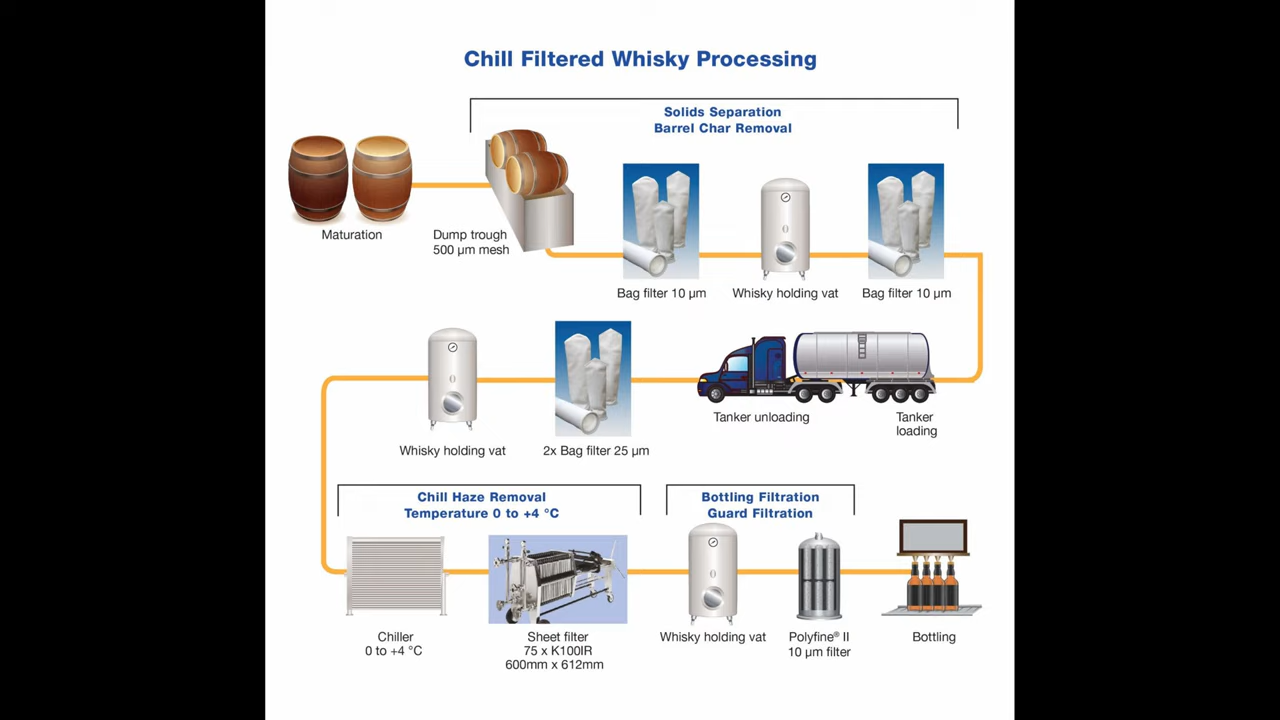 Chill Filtered Whisky Processing
Solids Separation
Barrel Char Removal
Maturation
Dump trough
500 µm mesh
Bag filter 10 µm
Whisky holding vat
Bag filter 10 µm
Tanker unloading
Tanker
loading
Whisky holding vat
2x Bag filter 25 µm
Chill Haze Removal
Temperature 0 to +4 °C
Bottling Filtration
Guard Filtration
Chiller
0 to +4 °C
Sheet filter
75 x K100IR
600mm x 612mm
Whisky holding vat
Polyfine® II
10 µm filter
Bottling